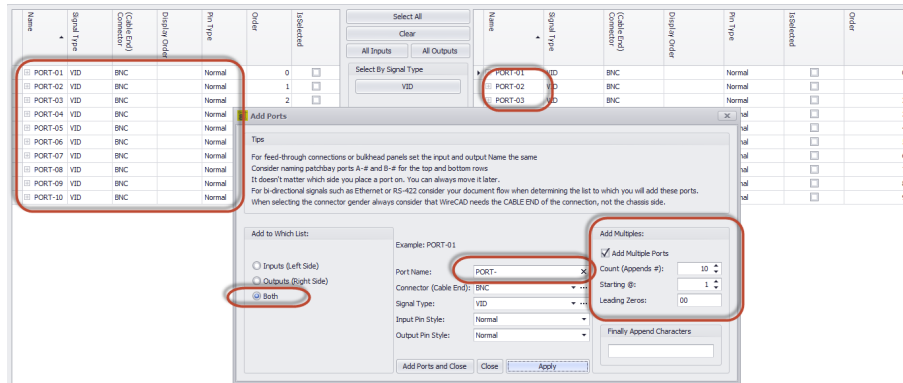 Name
Signal Type
(Cable End) Connector
Display Order
Pin Type
Order
IsSelected
Select All
Clear
All Inputs All Outputs
Select By Signal Type
VID
Name
Signal Type
(Cable End) Connector
Display Order
Pin Type
IsSelected
Order
PORT-01 VID BNC Normal 0
PORT-02 VID BNC Normal 1
PORT-03 VID BNC Normal 2
PORT-04 VID BNC Normal
PORT-05 VID BNC Normal
PORT-06 VID BNC Normal
PORT-07 VID BNC Normal
PORT-08 VID BNC Normal
PORT-09 VID BNC Normal
PORT-10 VID BNC Normal
PORT-01 VID BNC Normal
PORT-02 VID BNC Normal
PORT-03 VID BNC Normal
Add Ports
Tips
For feed-through connections or bulkhead panels set the input and output Name the same
Consider naming patchbay ports A-# and B-# for the top and bottom rows
It doesn't matter which side you place a port on. You can always move it later.
For bi-directional signals such as Ethernet or RS-422 consider your document flow when determining the list to which you will add these ports.
When selecting the connector gender always consider that WireCAD needs the CABLE END of the connection, not the chassis side.
Add to Which List:
Inputs (Left Side)
Outputs (Right Side)
Both
Example: PORT-01
Port Name: PORT-
Connector (Cable End): BNC
Signal Type: VID
Input Pin Style: Normal
Output Pin Style: Normal
Add Ports and Close Close Apply
Add Multiples:
Add Multiple Ports
Count (Appends #): 10
Starting @: 1
Leading Zeros: 00
Finally Append Characters